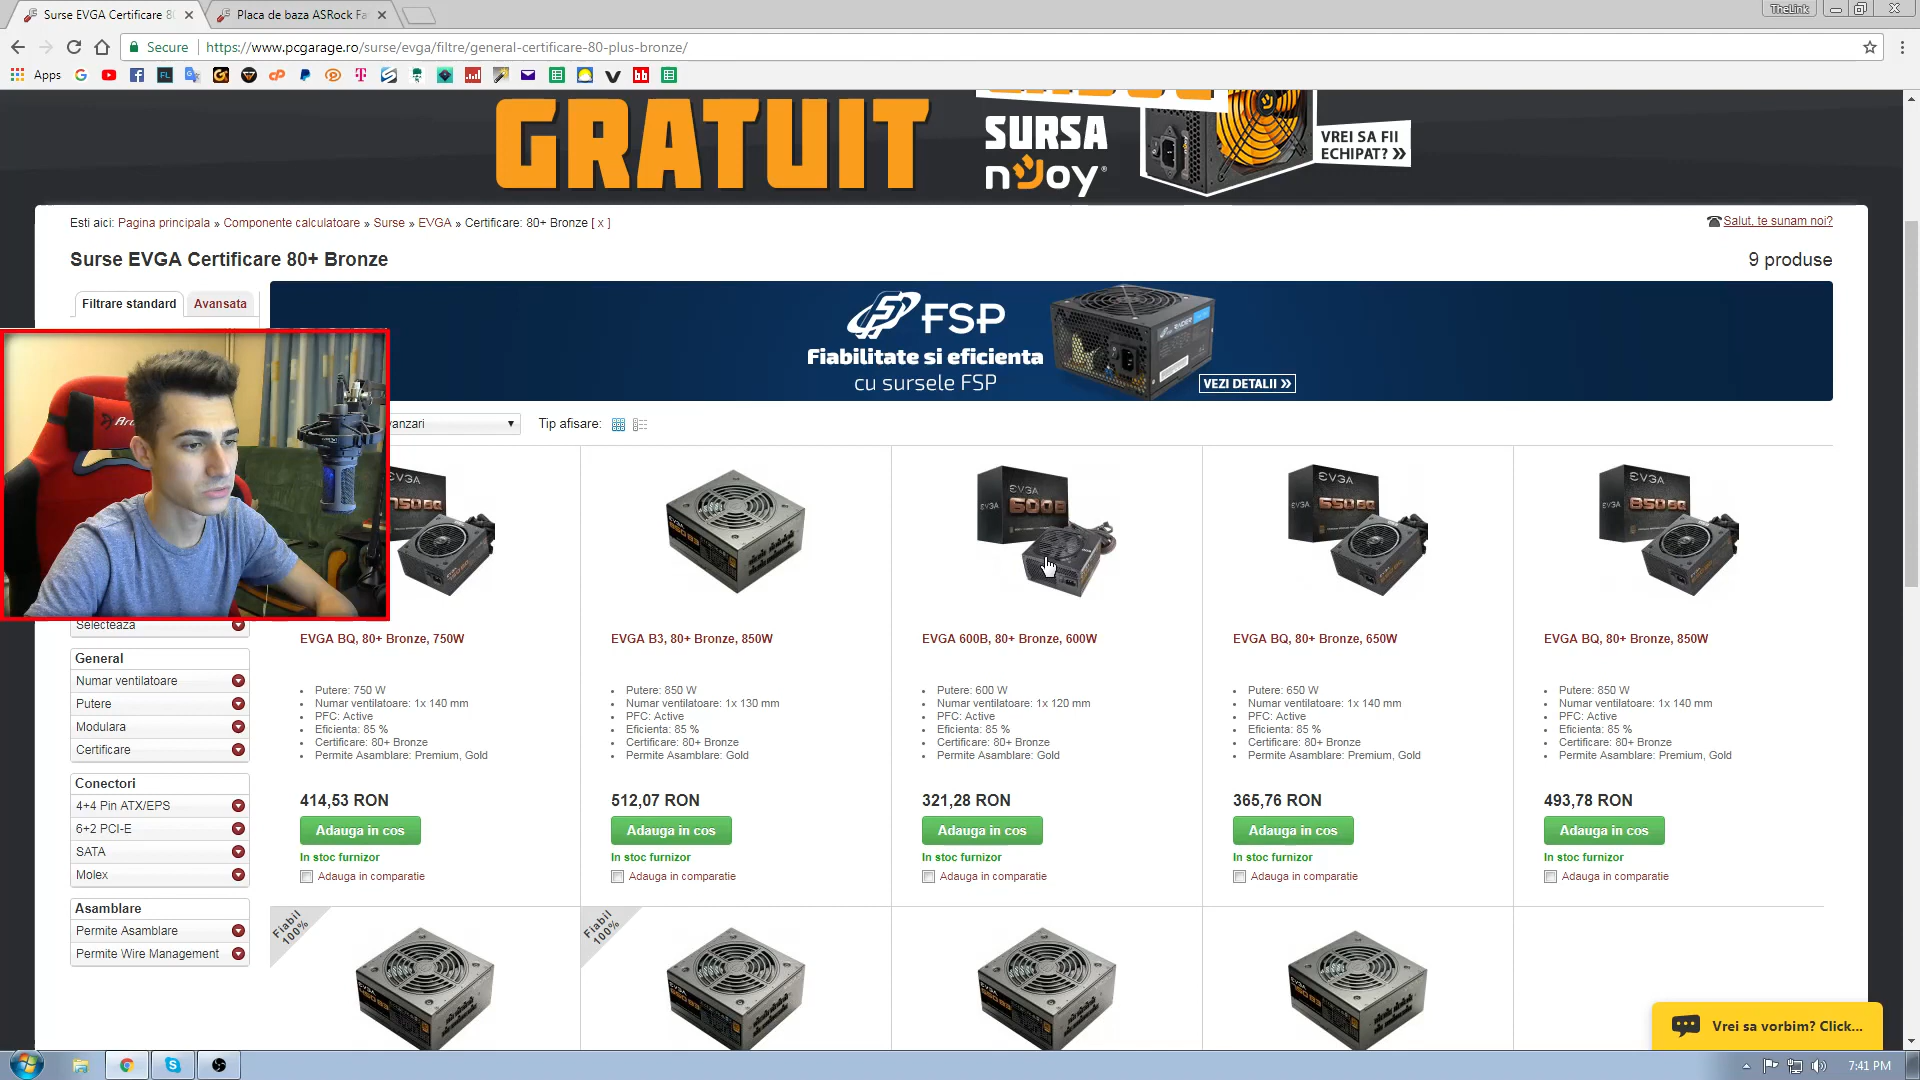 Surse EVGA Certificare 80
Placa de baza ASRock Fa
TheLink
Secure
https://www.pcgarage.ro/surse/evga/filtre/general-certificare-80-plus-bronze/
Apps
GRATUIT
SURSA
nJoy
VREI SA FII
ECHIPAT? »
Esti aici: Pagina principala » Componente calculatoare » Surse » EVGA » Certificare: 80+ Bronze [ x ]
Salut, te sunam noi?
Surse EVGA Certificare 80+ Bronze
9 produse
Filtrare standard
Avansata
FSP
Fiabilitate si eficienta
cu sursele FSP
VEZI DETALII »
Tip afisare:
EVGA BQ, 80+ Bronze, 750W
EVGA B3, 80+ Bronze, 850W
EVGA 600B, 80+ Bronze, 600W
EVGA BQ, 80+ Bronze, 650W
EVGA BQ, 80+ Bronze, 850W
Putere: 750 W
Numar ventilatoare: 1x 140 mm
PFC: Active
Eficienta: 85 %
Certificare: 80+ Bronze
Permite Asamblare: Premium, Gold
414,53 RON
Adauga in cos
In stoc furnizor
Adauga in comparatie
Putere: 850 W
Numar ventilatoare: 1x 130 mm
PFC: Active
Eficienta: 85 %
Certificare: 80+ Bronze
Permite Asamblare: Gold
512,07 RON
Adauga in cos
In stoc furnizor
Adauga in comparatie
Putere: 600 W
Numar ventilatoare: 1x 120 mm
PFC: Active
Eficienta: 85 %
Certificare: 80+ Bronze
Permite Asamblare: Gold
321,28 RON
Adauga in cos
In stoc furnizor
Adauga in comparatie
Putere: 650 W
Numar ventilatoare: 1x 140 mm
PFC: Active
Eficienta: 85 %
Certificare: 80+ Bronze
Permite Asamblare: Premium, Gold
365,76 RON
Adauga in cos
In stoc furnizor
Adauga in comparatie
Putere: 850 W
Numar ventilatoare: 1x 140 mm
PFC: Active
Eficienta: 85 %
Certificare: 80+ Bronze
Permite Asamblare: Premium, Gold
493,78 RON
Adauga in cos
In stoc furnizor
Adauga in comparatie
Selecteaza
General
Numar ventilatoare
Putere
Modulara
Certificare
Conectori
4+4 Pin ATX/EPS
6+2 PCI-E
SATA
Molex
Asamblare
Permite Asamblare
Permite Wire Management
Fiabil
100%
Fiabil
100%
Vrei sa vorbim? Click...
7:41 PM